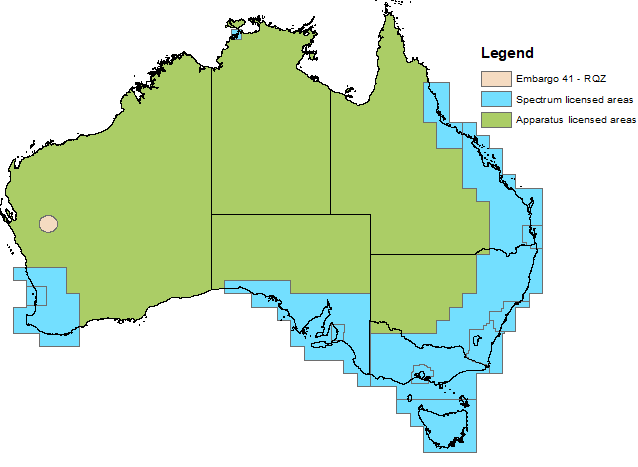 Legend
Embargo 41 - RQZ
Spectrum licensed areas
Apparatus licensed areas